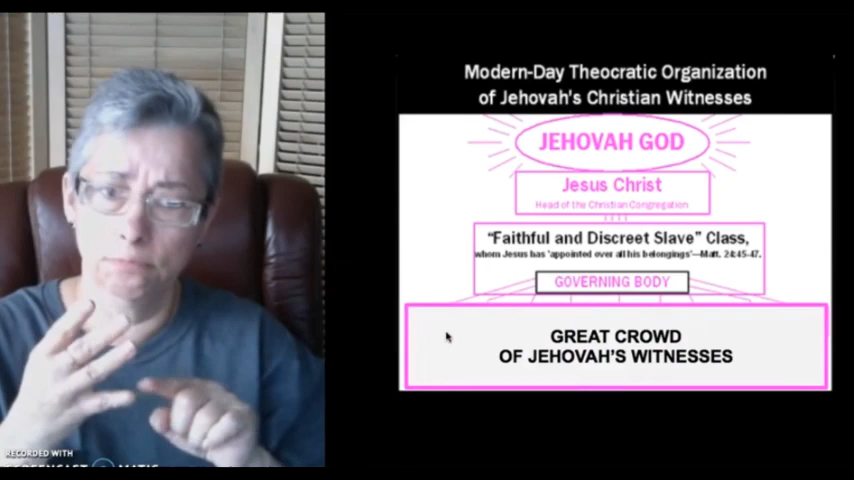 Modern-Day Theocratic Organization
of Jehovah's Christian Witnesses
JEHOVAH GOD
Jesus Christ
Head of the Christian Congregation
"Faithful and Discreet Slave" Class,
whom Jesus has 'appointed over all his belongings'—Matt. 24:45-47.
GOVERNING BODY
GREAT CROWD
OF JEHOVAH'S WITNESSES
RECORDED WITH
SCREENCAST MATIC